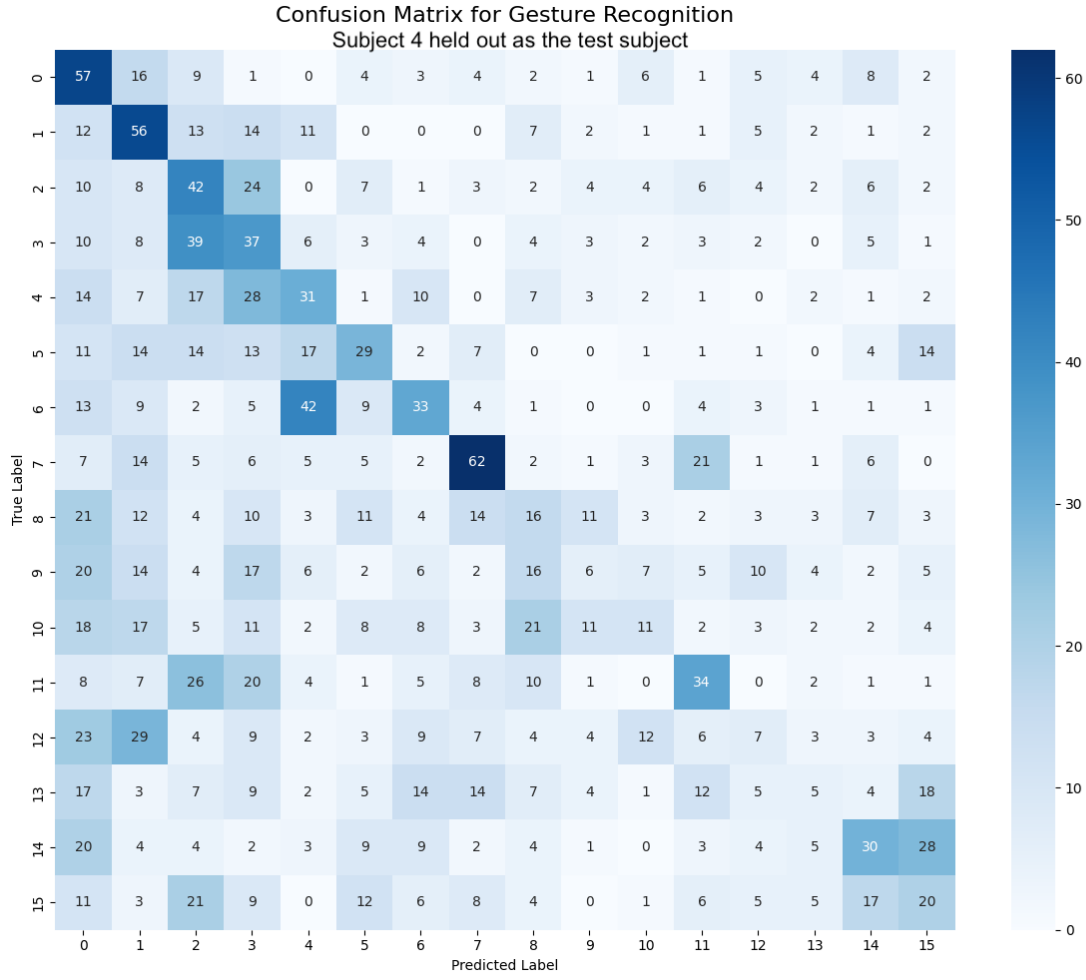 Confusion Matrix for Gesture Recognition
Subject 4 held out as the test subject
0 57 16 9 1 0 4 3 4 2 1 6 1 5 4 8 2
1 12 56 13 14 11 0 0 0 7 2 1 1 5 2 1 2
2 10 8 42 24 0 7 1 3 2 4 4 6 4 2 6 2
3 10 8 39 37 6 3 4 0 4 3 2 3 2 0 5 1
4 14 7 17 28 31 1 10 0 7 3 2 1 0 2 1 2
5 11 14 14 13 17 29 2 7 0 0 1 1 1 0 4 14
6 13 9 2 5 42 9 33 4 1 0 0 4 3 1 1 1
7 7 14 5 6 5 5 2 62 2 1 3 21 1 1 6 0
8 21 12 4 10 3 11 4 14 16 11 3 2 3 3 7 3
9 20 14 4 17 6 2 6 2 16 6 7 5 10 4 2 5
10 18 17 5 11 2 8 8 3 21 11 11 2 3 2 2 4
11 8 7 26 20 4 1 5 8 10 1 0 34 0 2 1 1
12 23 29 4 9 2 3 9 7 4 4 12 6 7 3 3 4
13 17 3 7 9 2 5 14 14 7 4 1 12 5 5 4 18
14 20 4 4 2 3 9 9 2 4 1 0 3 4 5 30 28
15 11 3 21 9 0 12 6 8 4 0 1 6 5 5 17 20
0 1 2 3 4 5 6 7 8 9 10 11 12 13 14 15
Predicted Label
True Label
60
50
40
30
20
10
0